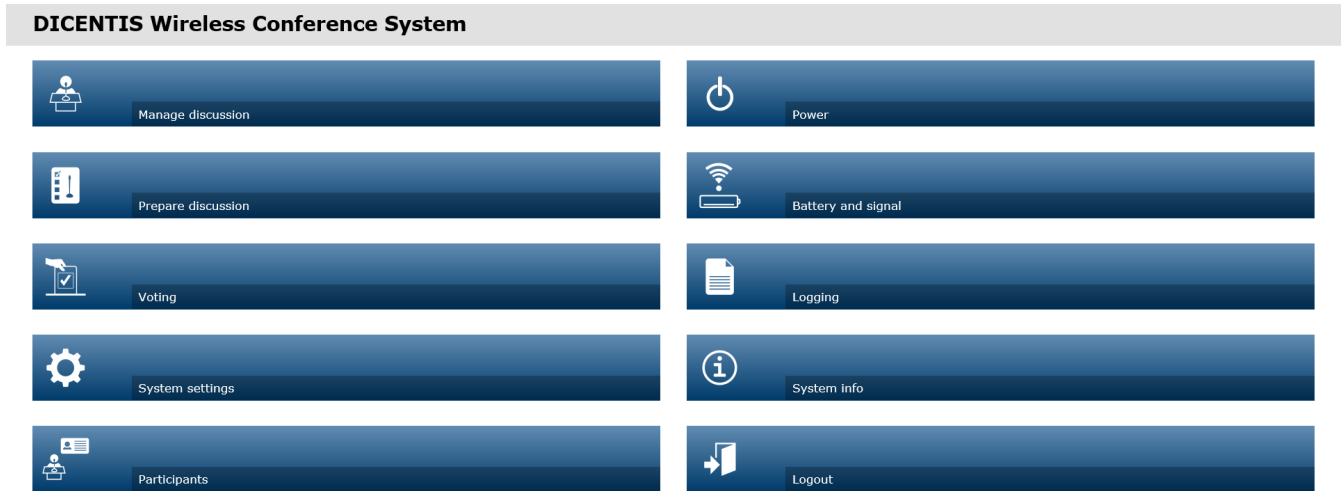 DICENTIS Wireless Conference System
Manage discussion
Power
Prepare discussion
Battery and signal
Voting
Logging
System settings
System info
Participants
Logout